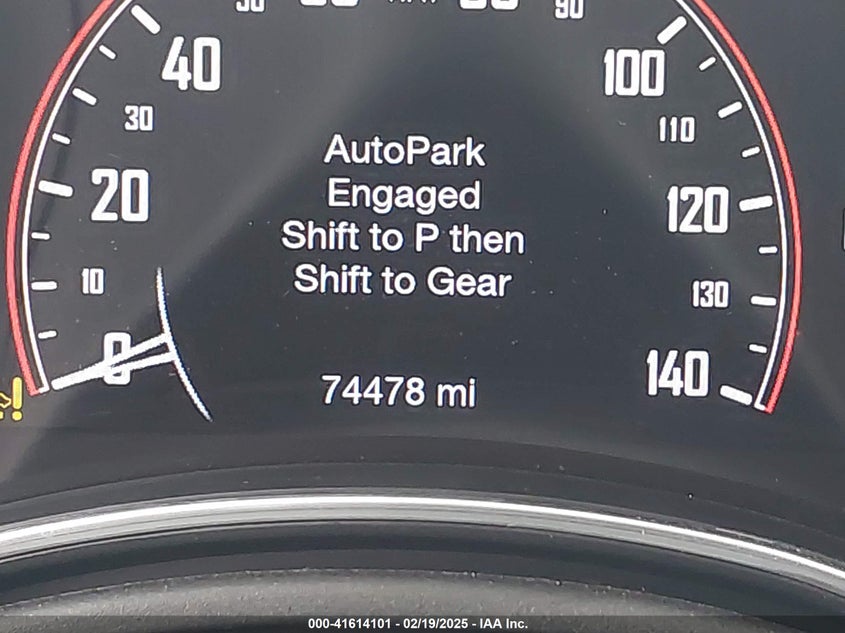 40
100
30
110
AutoPark
Engaged
Shift to P then
Shift to Gear
20
120
10
130
0
140
74478 mi
000-41614101 - 02/19/2025 - IAA Inc.